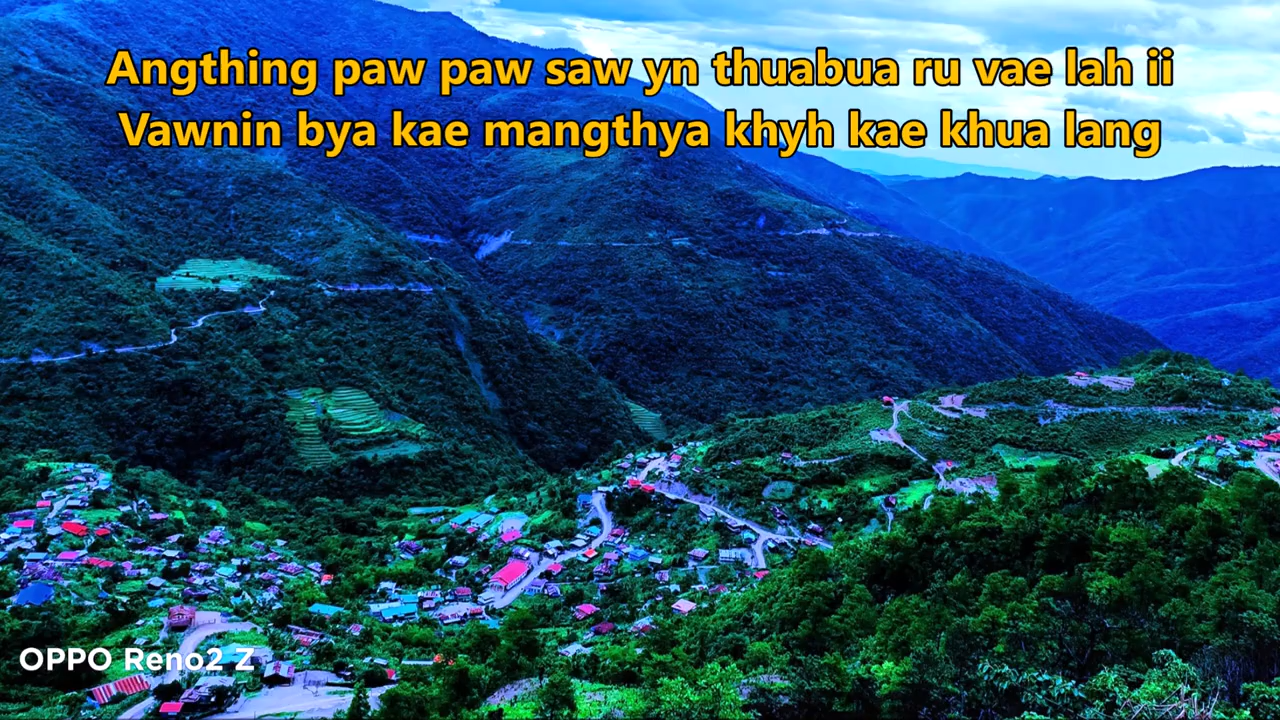 Angthing paw paw saw yn thuabua ru vae lah ii
Vawnin bya kae mangthya khyh kae khua lang
OPPO Reno2 Z